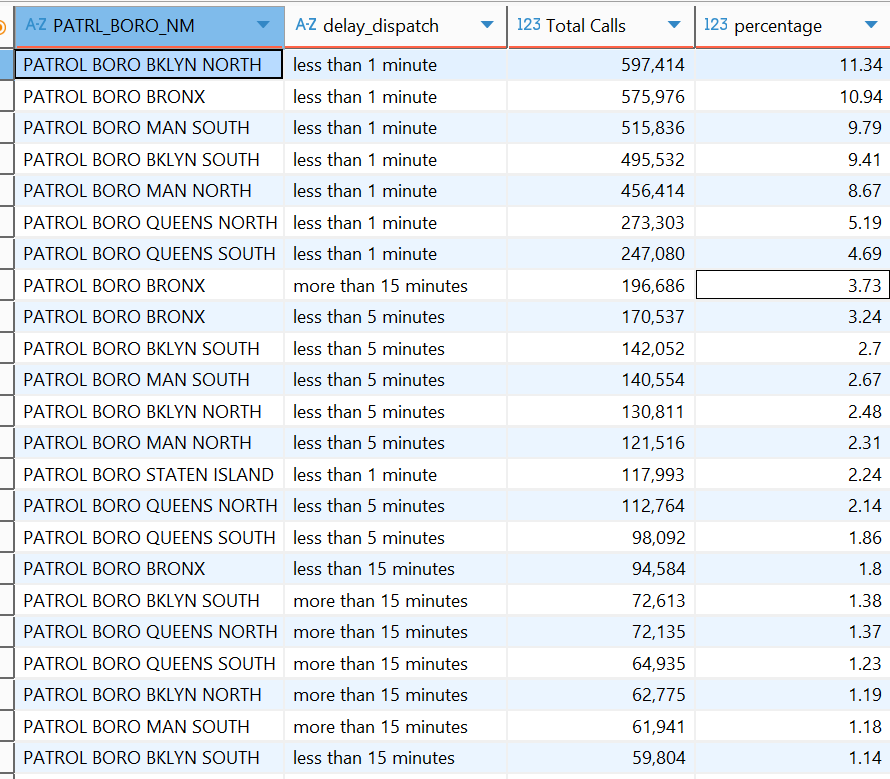 A-Z PATRL_BORO_NM A-Z delay_dispatch 123 Total Calls 123 percentage
PATROL BORO BKLYN NORTH less than 1 minute 597,414 11.34
PATROL BORO BRONX less than 1 minute 575,976 10.94
PATROL BORO MAN SOUTH less than 1 minute 515,836 9.79
PATROL BORO BKLYN SOUTH less than 1 minute 495,532 9.41
PATROL BORO MAN NORTH less than 1 minute 456,414 8.67
PATROL BORO QUEENS NORTH less than 1 minute 273,303 5.19
PATROL BORO QUEENS SOUTH less than 1 minute 247,080 4.69
PATROL BORO BRONX more than 15 minutes 196,686 3.73
PATROL BORO BRONX less than 5 minutes 170,537 3.24
PATROL BORO BKLYN SOUTH less than 5 minutes 142,052 2.7
PATROL BORO MAN SOUTH less than 5 minutes 140,554 2.67
PATROL BORO BKLYN NORTH less than 5 minutes 130,811 2.48
PATROL BORO MAN NORTH less than 5 minutes 121,516 2.31
PATROL BORO STATEN ISLAND less than 1 minute 117,993 2.24
PATROL BORO QUEENS NORTH less than 5 minutes 112,764 2.14
PATROL BORO QUEENS SOUTH less than 5 minutes 98,092 1.86
PATROL BORO BRONX less than 15 minutes 94,584 1.8
PATROL BORO BKLYN SOUTH more than 15 minutes 72,613 1.38
PATROL BORO QUEENS NORTH more than 15 minutes 72,135 1.37
PATROL BORO QUEENS SOUTH more than 15 minutes 64,935 1.23
PATROL BORO BKLYN NORTH more than 15 minutes 62,775 1.19
PATROL BORO MAN SOUTH more than 15 minutes 61,941 1.18
PATROL BORO BKLYN SOUTH less than 15 minutes 59,804 1.14